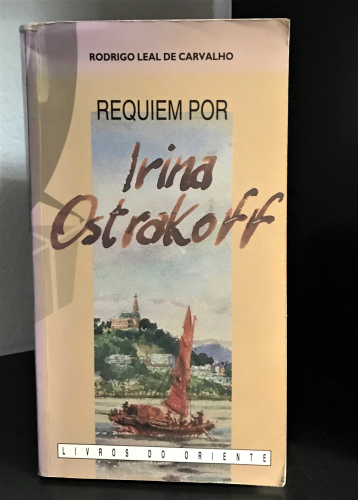 RODRIGO LEAL DE CARVALHO
REQUIEM POR
Irina
Ostrakoff
LIVROS DO ORIENTE